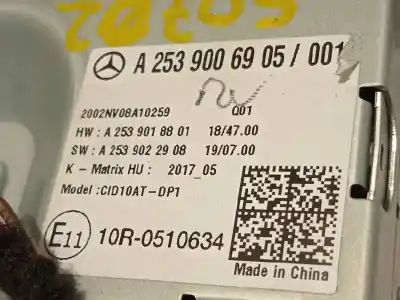 A 253 900 69 05 / 001
2002NV08A10259 Q01
HW : A 253 901 88 01 18/47.00
SW : A 253 902 29 08 19/07.00
K - Matrix HU : 2017_05
Model :CID10AT-DP1
E11 10R-0510634
Made in China